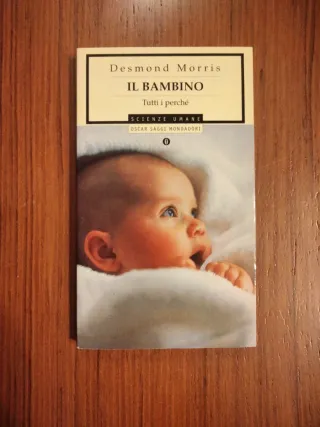 Desmond Morris
IL BAMBINO
Tutti i perché
SCIENZE UMANE
OSCAR SAGGI MONDADORI